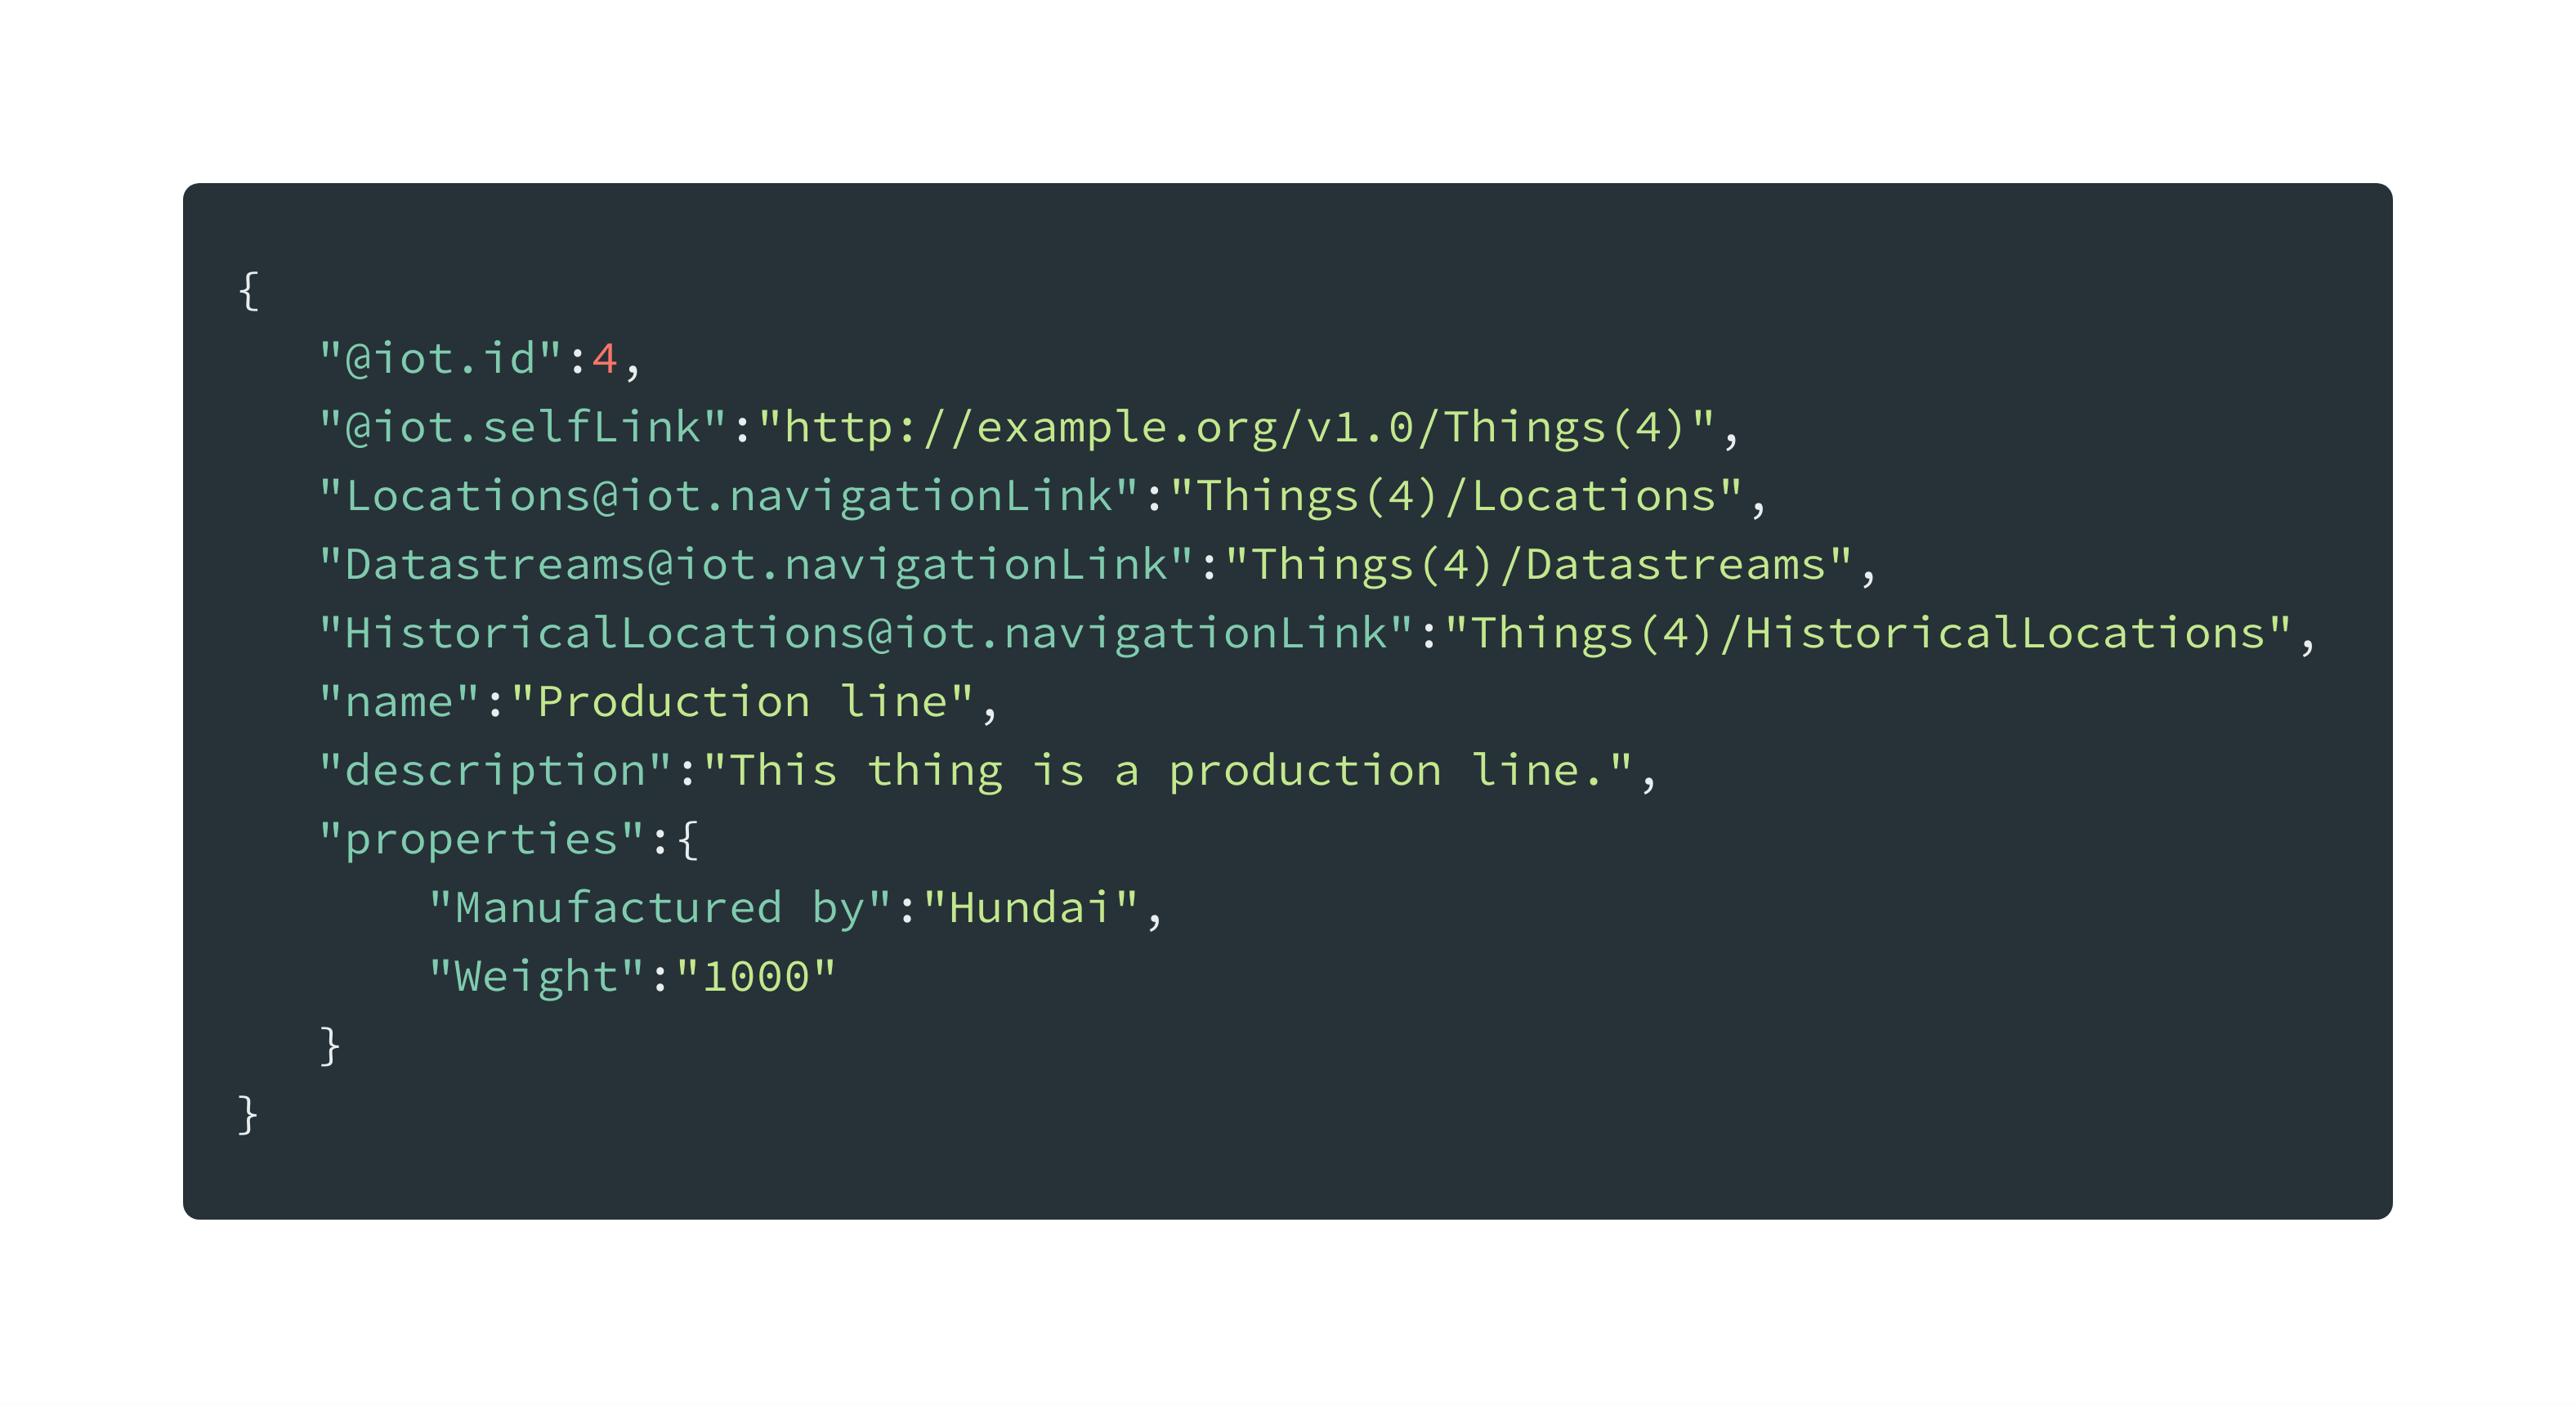 {
"@iot.id":4,
"@iot.selfLink":"http://example.org/v1.0/Things(4)",
"Locations@iot.navigationLink":"Things(4)/Locations",
"Datastreams@iot.navigationLink":"Things(4)/Datastreams",
"HistoricalLocations@iot.navigationLink":"Things(4)/HistoricalLocations",
"name":"Production line",
"description":"This thing is a production line.",
"properties":{
"Manufactured by":"Hundai",
"Weight":"1000"
}
}